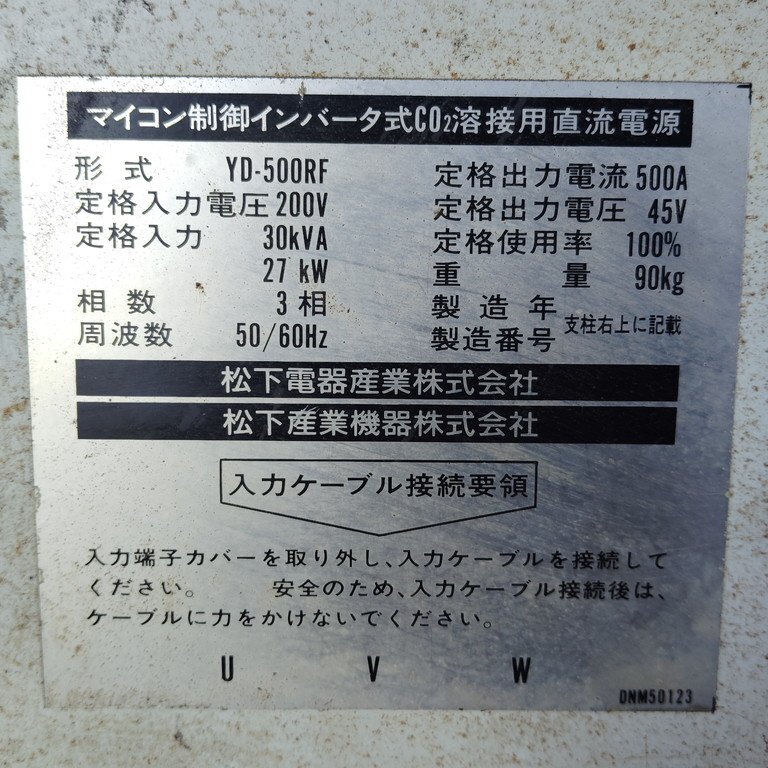 マイコン制御インバータ式CO₂溶接用直流電源
形式 YD-500RF
定格入力電圧 200V
定格入力 30kVA
27 kW
相数 3相
周波数 50/60Hz
定格出力電流 500A
定格出力電圧 45V
定格使用率 100%
重量 90kg
製造年
製造番号 支柱右上に記載
松下電器産業株式会社
松下産業機器株式会社
入力ケーブル接続要領
入力端子カバーを取り外し、入力ケーブルを接続して
ください。 安全のため、入力ケーブル接続後は、
ケーブルに力をかけないでください。
U V W
DNM50123